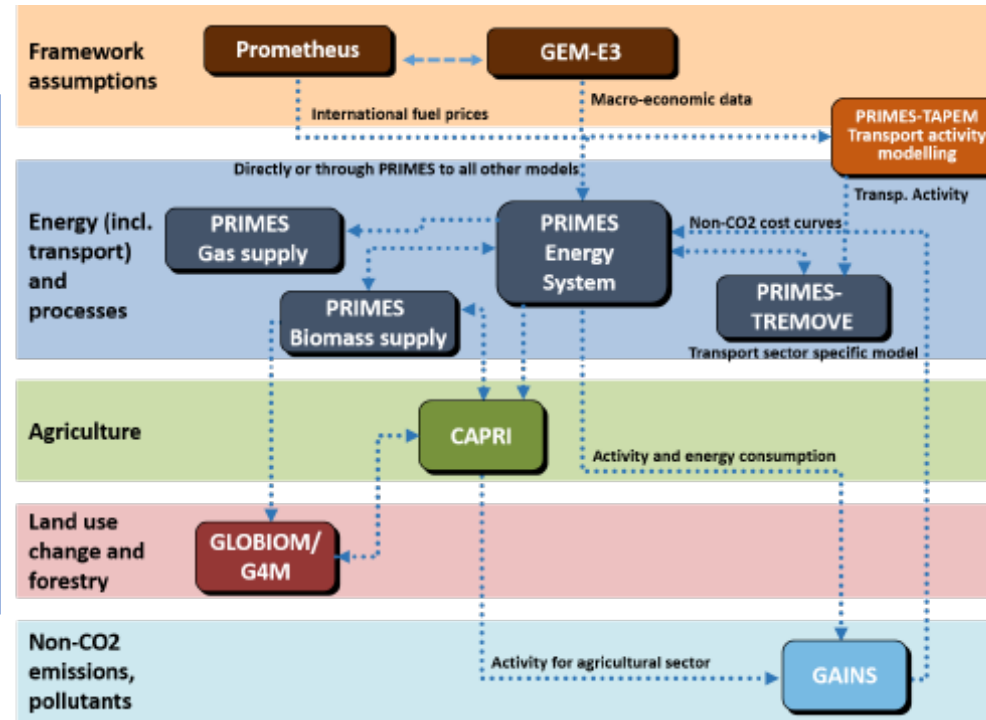 Framework
assumptions
Prometheus
GEM-E3
International fuel prices
Macro-economic data
PRIMES-TAPEM
Transport activity
modelling
Directly or through PRIMES to all other models
Transp. Activity
Energy (incl.
transport)
and
processes
PRIMES
Gas supply
PRIMES
Energy
System
Non-CO2 cost curves
PRIMES
Biomass supply
PRIMES-
TREMOVE
Transport sector specific model
Agriculture
CAPRI
Activity and energy consumption
Land use
change and
forestry
GLOBIOM/
G4M
Non-CO2
emissions,
pollutants
Activity for agricultural sector
GAINS